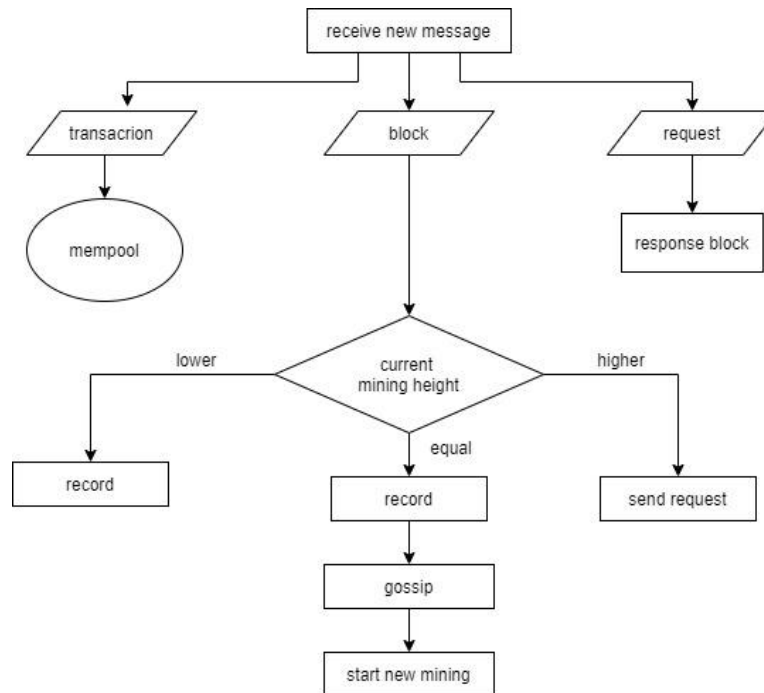 receive new message
transacrion
block
request
mempool
response block
lower
current
mining height
higher
equal
record
record
send request
gossip
start new mining